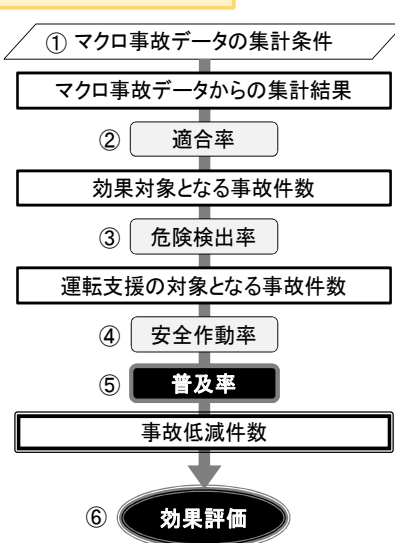 ① マクロ事故データの集計条件
マクロ事故データからの集計結果
② 適合率
効果対象となる事故件数
③ 危険検出率
運転支援の対象となる事故件数
④ 安全作動率
⑤ 普及率
事故低減件数
⑥ 効果評価